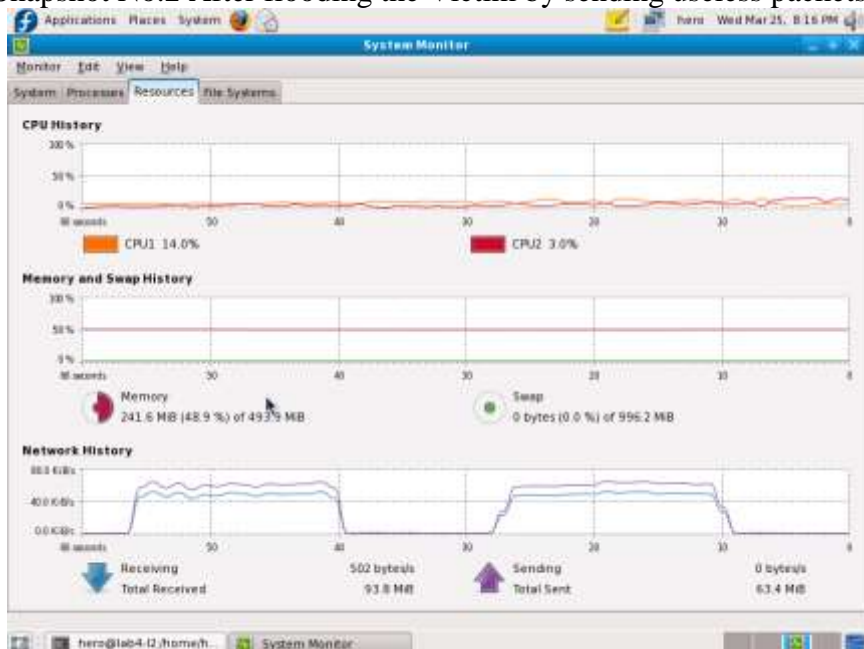 Snapshot No.2 After flooding the Victim by sending useless packets
Applications Places System hero Wed Mar 25, 8:16 PM
System Monitor
Monitor Edit View Help
System Processes Resources File Systems
CPU History
100 %
50 %
0 %
60 seconds 50 40 30 20 10 0
CPU1 14.0% CPU2 3.0%
Memory and Swap History
100 %
50 %
0 %
60 seconds 50 40 30 20 10 0
Memory Swap
241.6 MiB (48.9 %) of 493.9 MiB 0 bytes (0.0 %) of 996.2 MiB
Network History
80.0 KiB/s
40.0 KiB/s
0.0 KiB/s
60 seconds 50 40 30 20 10 0
Receiving 502 bytes/s Sending 0 bytes/s
Total Received 93.8 MiB Total Sent 63.4 MiB
hero@lab4-l2:/home/h... System Monitor